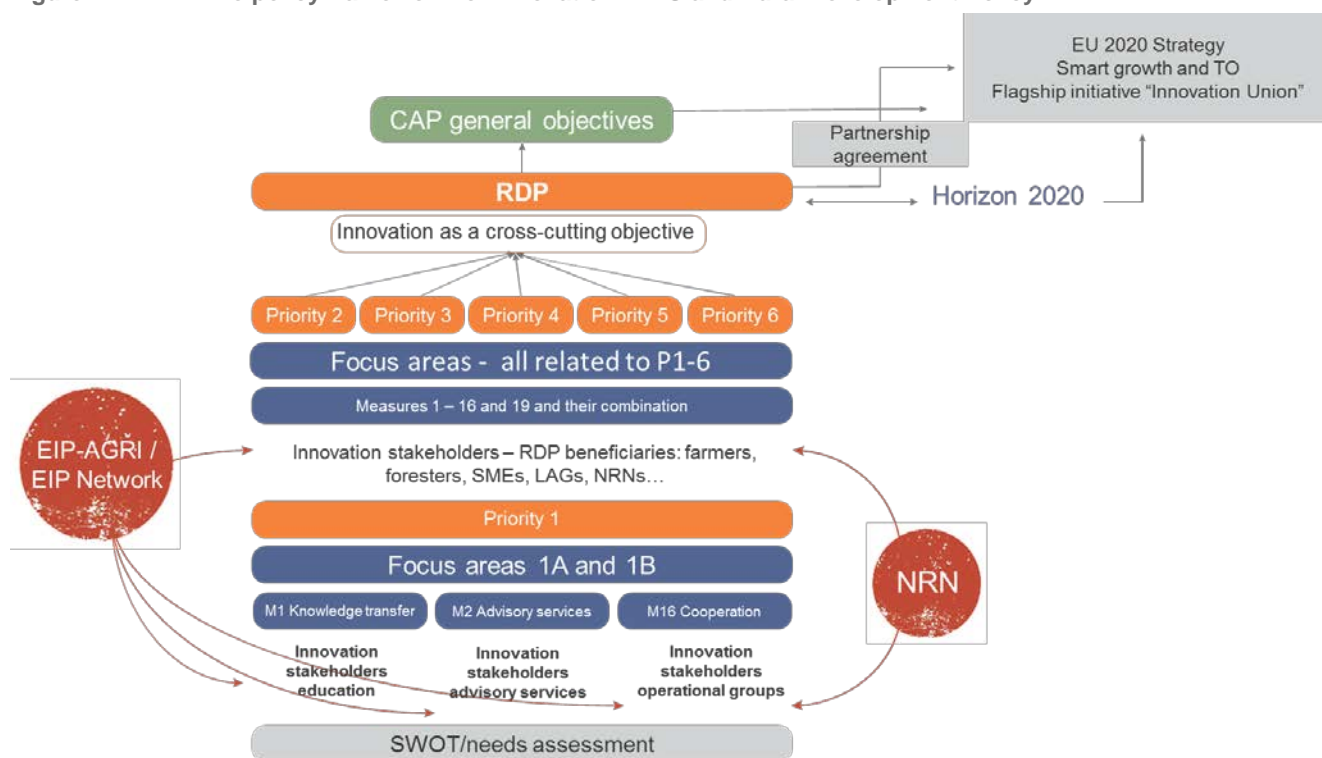 EU 2020 Strategy
Smart growth and TO
Flagship initiative “Innovation Union”
CAP general objectives
Partnership
agreement
RDP
Horizon 2020
Innovation as a cross-cutting objective
Priority 2
Priority 3
Priority 4
Priority 5
Priority 6
Focus areas - all related to P1-6
Measures 1 – 16 and 19 and their combination
EIP-AGRI /
EIP Network
Innovation stakeholders – RDP beneficiaries: farmers,
foresters, SMEs, LAGs, NRNs…
Priority 1
Focus areas 1A and 1B
NRN
M1 Knowledge transfer
M2 Advisory services
M16 Cooperation
Innovation
stakeholders
education
Innovation
stakeholders
advisory services
Innovation
stakeholders
operational groups
SWOT/needs assessment